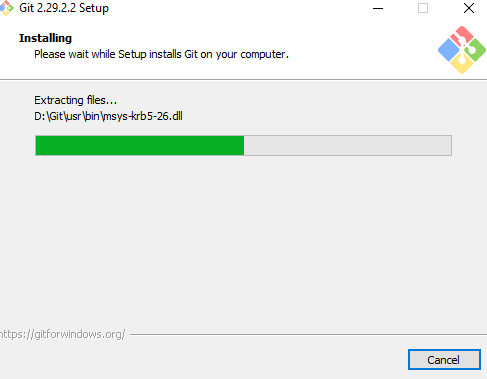 Git 2.29.2.2 Setup
Installing
Please wait while Setup installs Git on your computer.
Extracting files...
D:\Git\usr\bin\msys-krb5-26.dll
https://gitforwindows.org/
Cancel